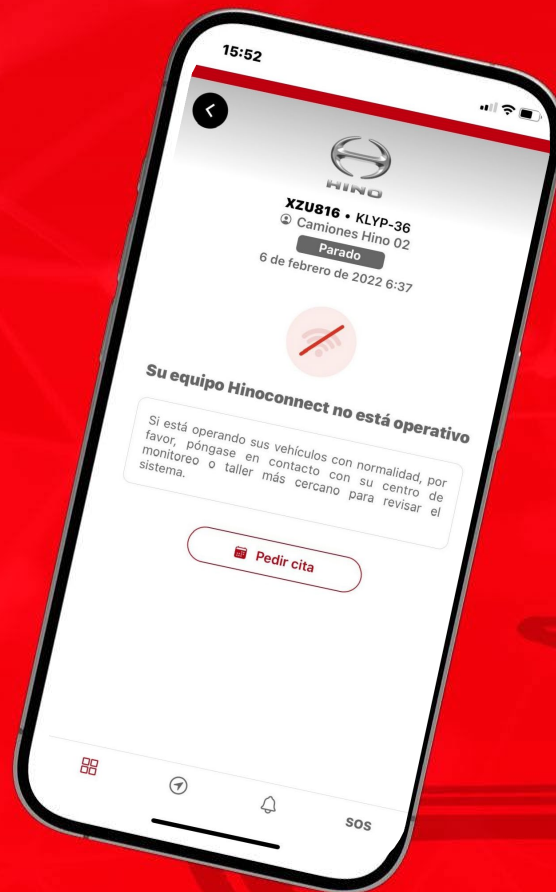 15:52
HINO
XZU816 • KLYP-36
Camiones Hino 02
Parado
6 de febrero de 2022 6:37
Su equipo Hinoconnect no está operativo
Si está operando sus vehículos con normalidad, por
favor, póngase en contacto con su centro de
monitoreo o taller más cercano para revisar el
sistema.
Pedir cita
SOS